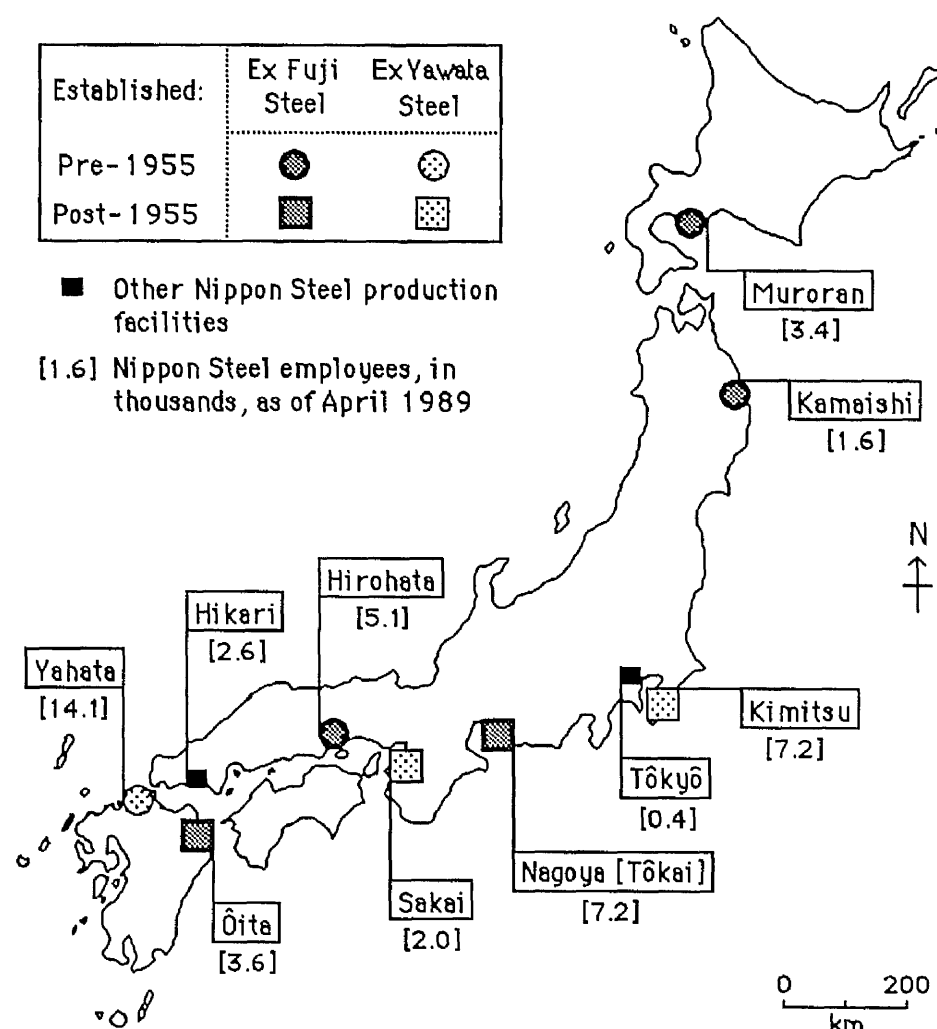 Established:
Ex Fuji Steel
Ex Yawata Steel
Pre-1955
Post-1955
Other Nippon Steel production
facilities
[1.6] Nippon Steel employees, in
thousands, as of April 1989
Muroran
[3.4]
Kamaishi
[1.6]
N
Hirohata
[5.1]
Hikari
[2.6]
Yahata
[14.1]
Kimitsu
[7.2]
Tôkyô
[0.4]
Nagoya [Tôkai]
[7.2]
Sakai
[2.0]
Ôita
[3.6]
0 200
km